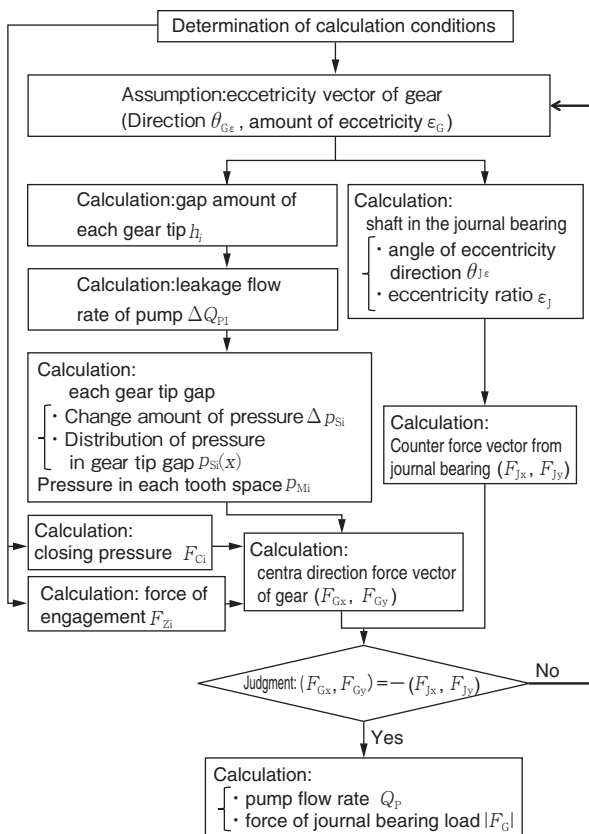 Determination of calculation conditions
Assumption:eccetricity vector of gear
(Direction θGε, amount of eccetricity εG)
Calculation:gap amount of
each gear tip hi
Calculation:
shaft in the journal bearing
・angle of eccentricity
direction θJε
・eccentricity ratio εJ
Calculation:leakage flow
rate of pump ΔQP1
Calculation:
each gear tip gap
・Change amount of pressure ΔpSi
・Distribution of pressure
in gear tip gap pSi(x)
Pressure in each tooth space pMi
Calculation:
Counter force vector from
journal bearing (FJx, FJy)
Calculation:
closing pressure FCi
Calculation: force of
engagement FZi
Calculation:
centra direction force vector
of gear (FGx, FGy)
Judgment: (FGx, FGy)=−(FJx, FJy)
No
Yes
Calculation:
・pump flow rate QP
・force of journal bearing load |FG|